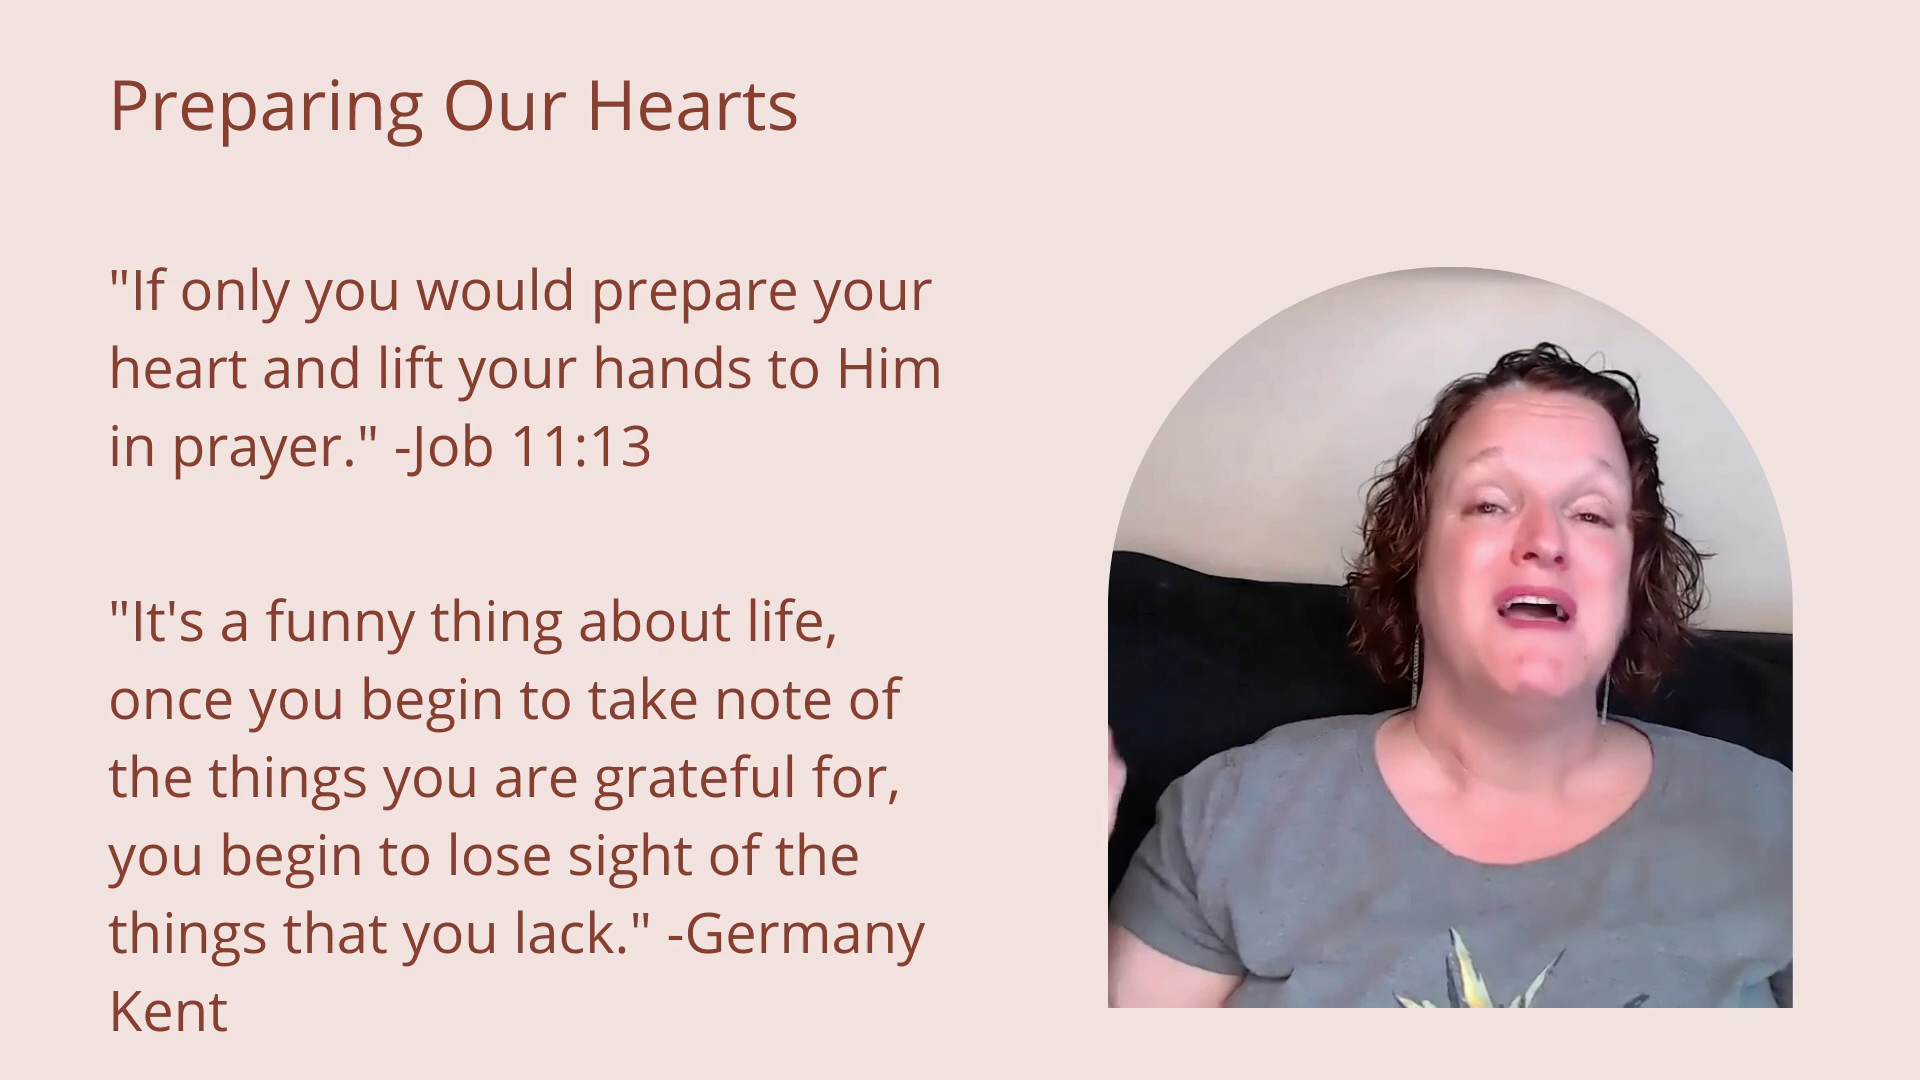 Preparing Our Hearts
"If only you would prepare your
heart and lift your hands to Him
in prayer." -Job 11:13
"It's a funny thing about life,
once you begin to take note of
the things you are grateful for,
you begin to lose sight of the
things that you lack." -Germany
Kent